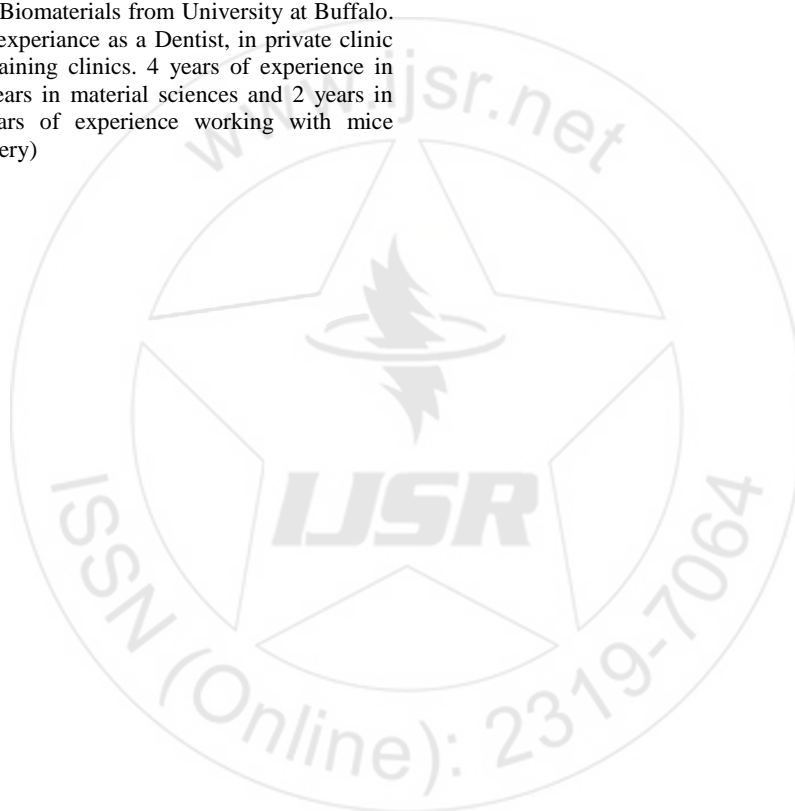 Biomaterials from University at Buffalo.
experiance as a Dentist, in private clinic
aining clinics. 4 years of experience in
ears in material sciences and 2 years in
ars of experience working with mice
ery)
www.ijsr.net
IJSR
ISSN (Online): 2319-7064